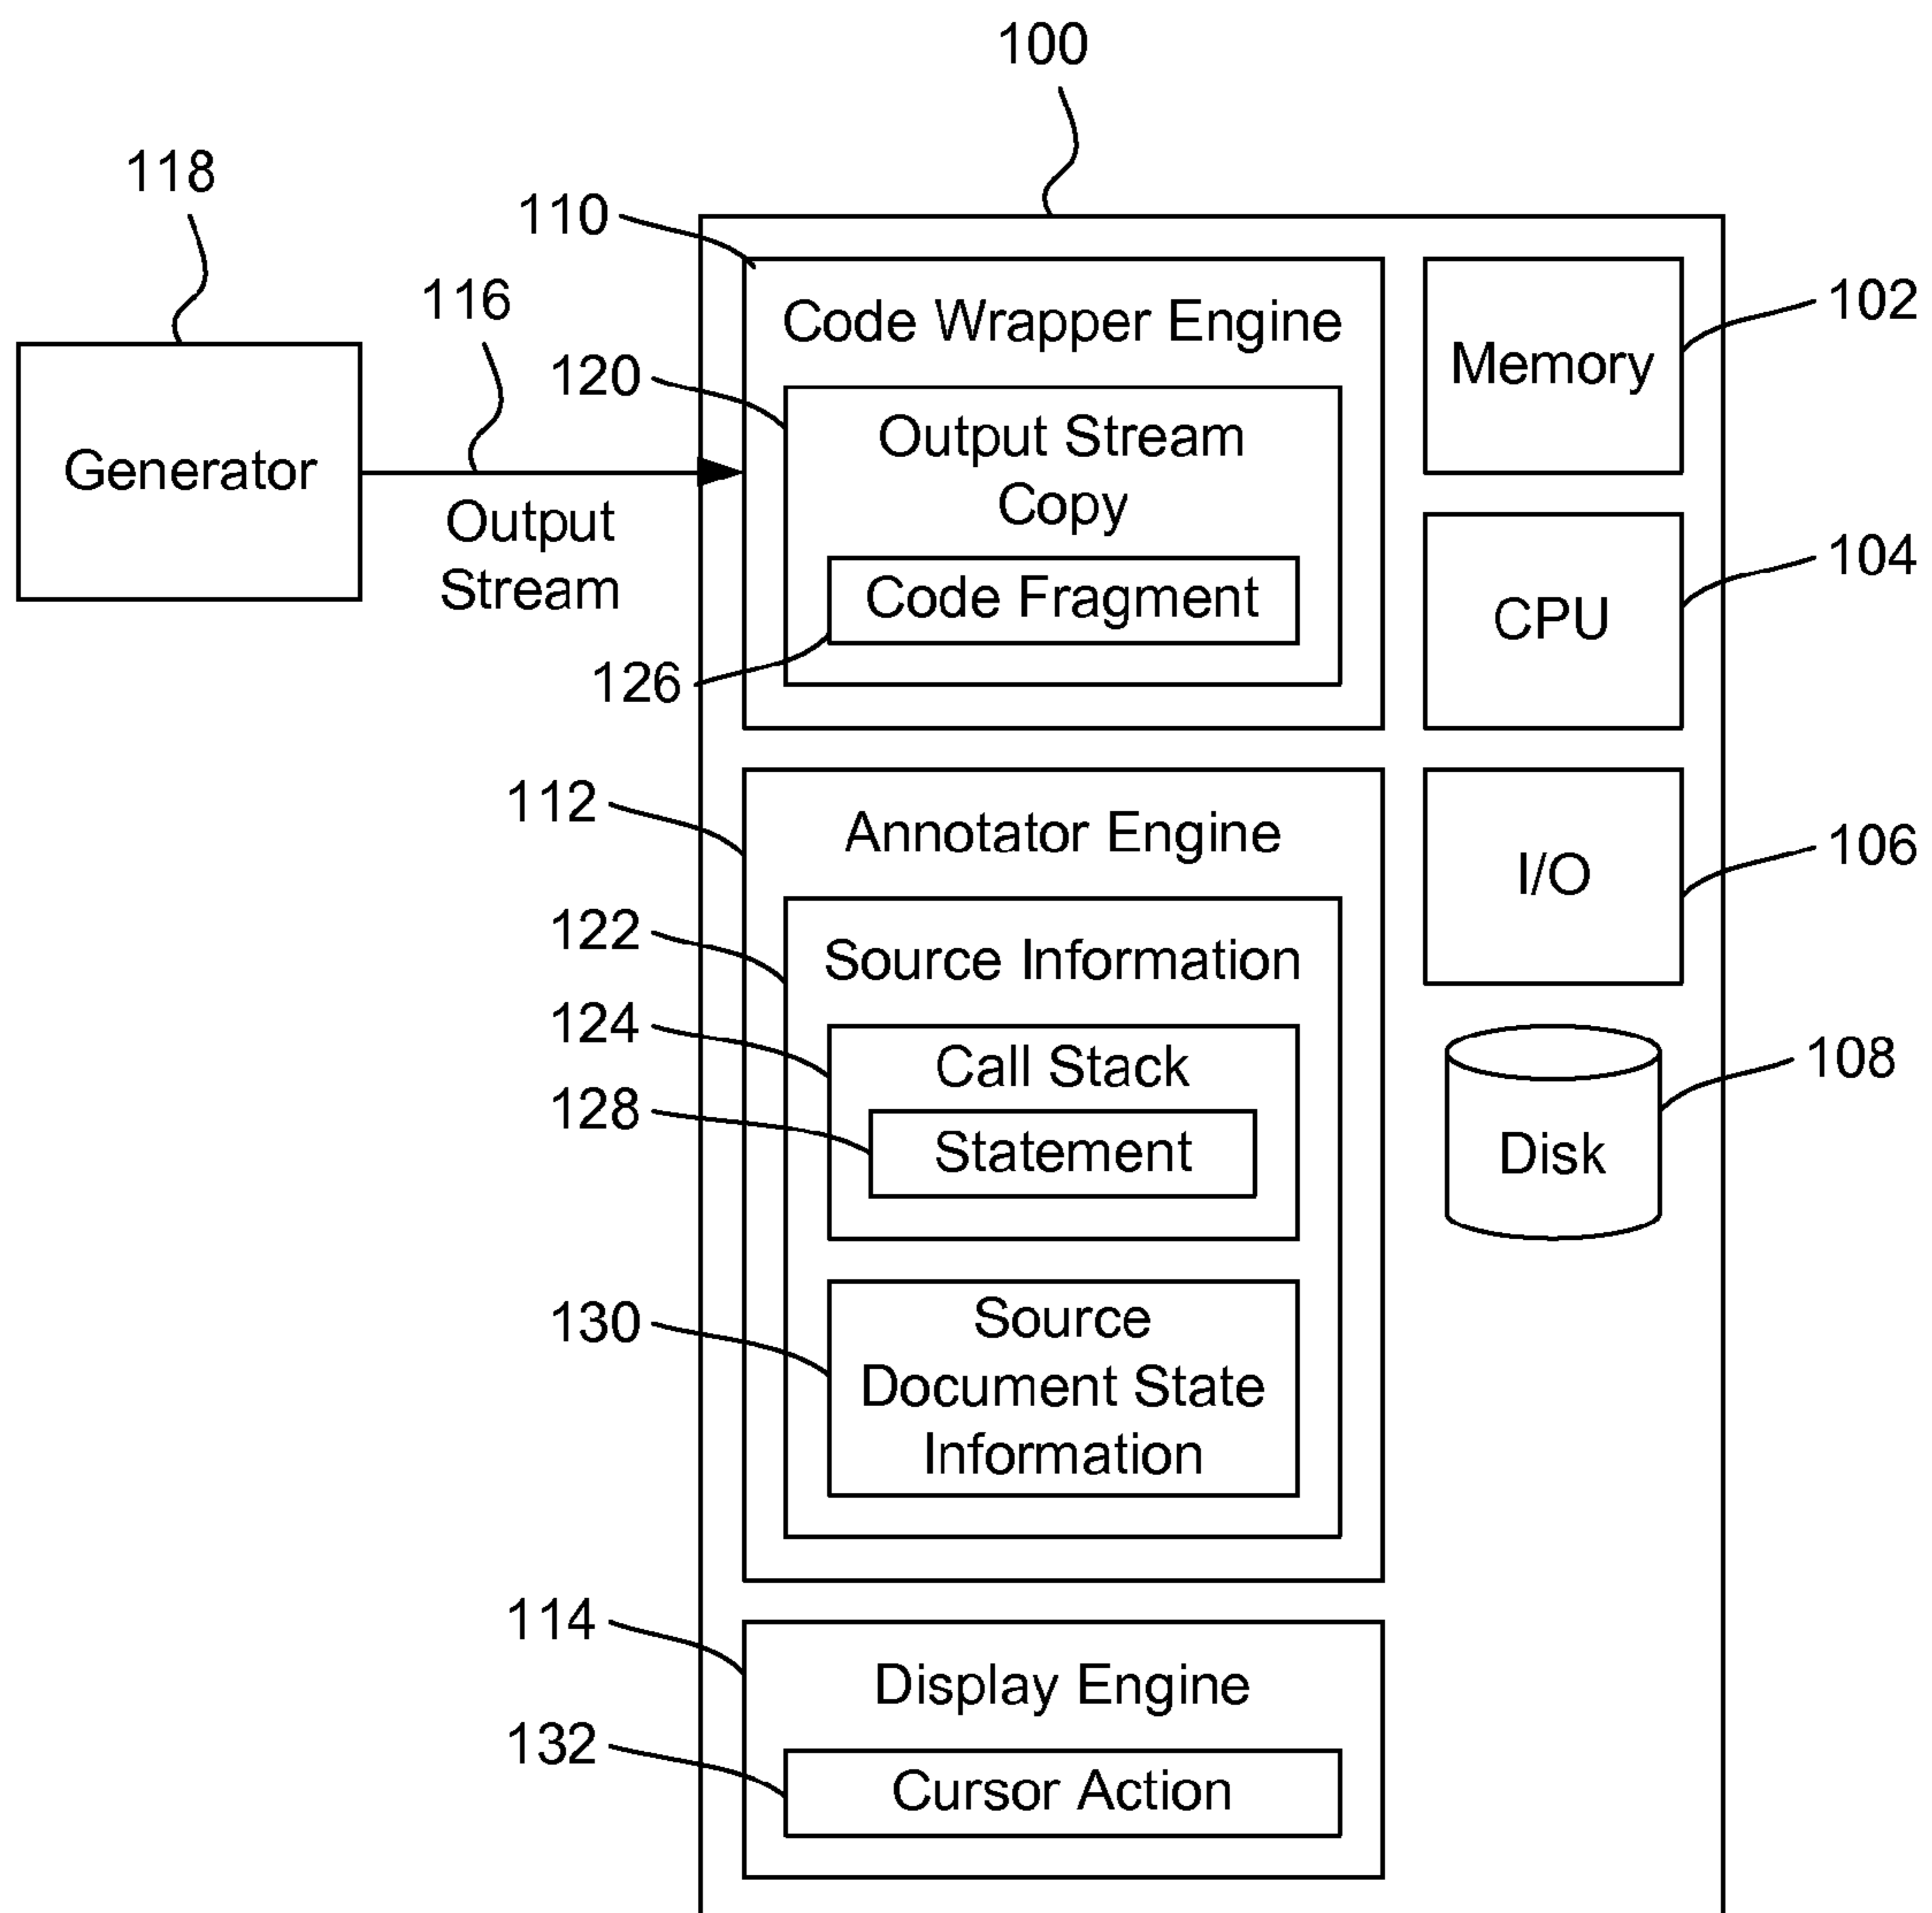 100
118
110
116
Code Wrapper Engine
102
120
Memory
Output Stream
Copy
Generator
Output
Stream
Code Fragment
104
CPU
126
112
Annotator Engine
106
I/O
122
Source Information
124
Call Stack
108
128
Statement
Disk
130
Source
Document State
Information
114
Display Engine
132
Cursor Action